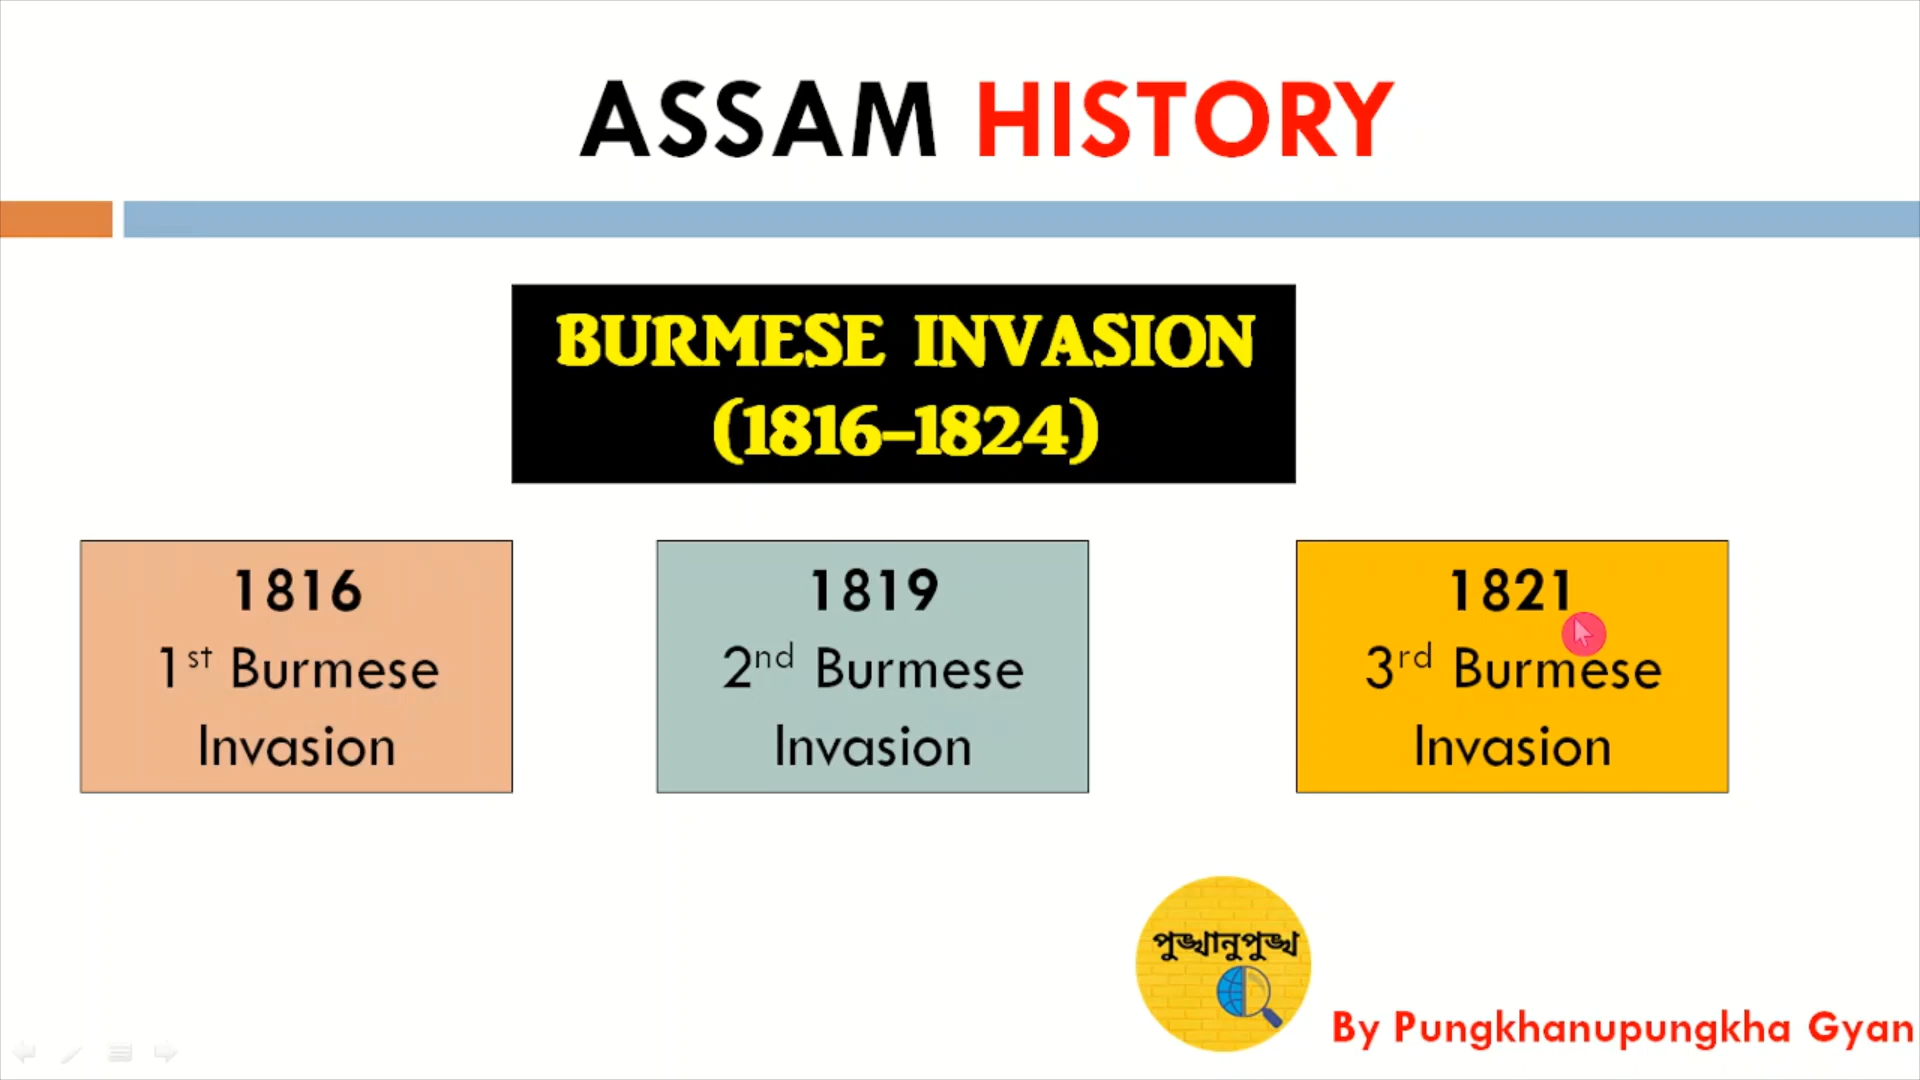 ASSAM HISTORY
BURMESE INVASION
(1816-1824)
1816
1st Burmese
Invasion
1819
2nd Burmese
Invasion
1821
3rd Burmese
Invasion
পুঙ্খানুপুঙ্খ
By Pungkhanupungkha Gyan